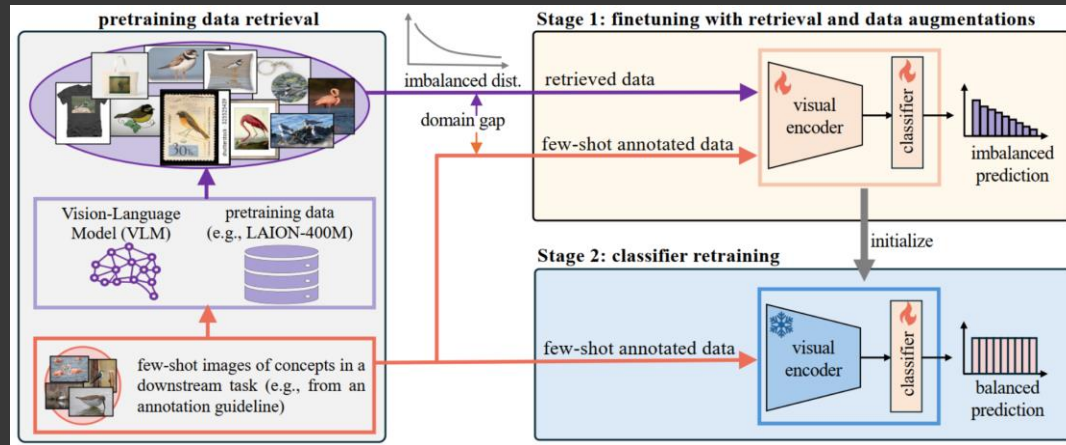 pretraining data retrieval
30
shutterstock
Vision-Language
Model (VLM)
pretraining data
(e.g., LAION-400M)
few-shot images of concepts in a
downstream task (e.g., from an
annotation guideline)
imbalanced dist.
domain gap
Stage 1: finetuning with retrieval and data augmentations
retrieved data
few-shot annotated data
visual
encoder
classifier
imbalanced
prediction
initialize
Stage 2: classifier retraining
few-shot annotated data
visual
encoder
classifier
balanced
prediction